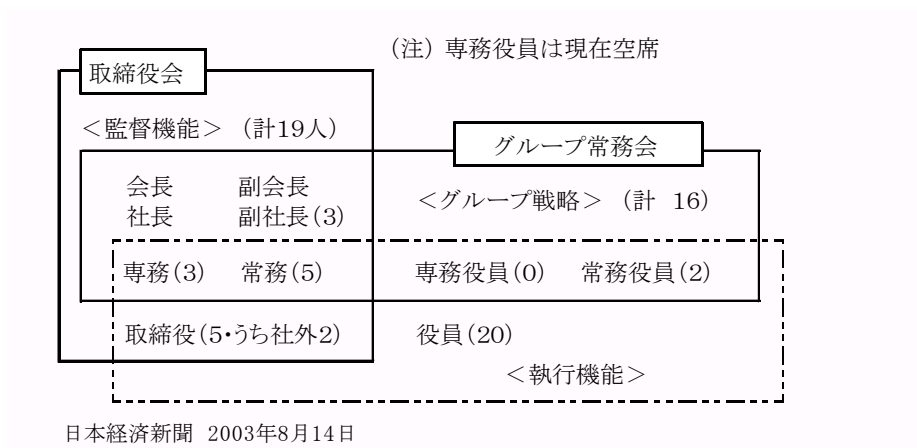 (注) 専務役員は現在空席
取締役会
<監督機能> (計19人)
グループ常務会
会長 副会長
<グループ戦略> (計 16)
社長 副社長(3)
専務(3) 常務(5) 専務役員(0) 常務役員(2)
取締役(5・うち社外2) 役員(20)
<執行機能>
日本経済新聞 2003年8月14日